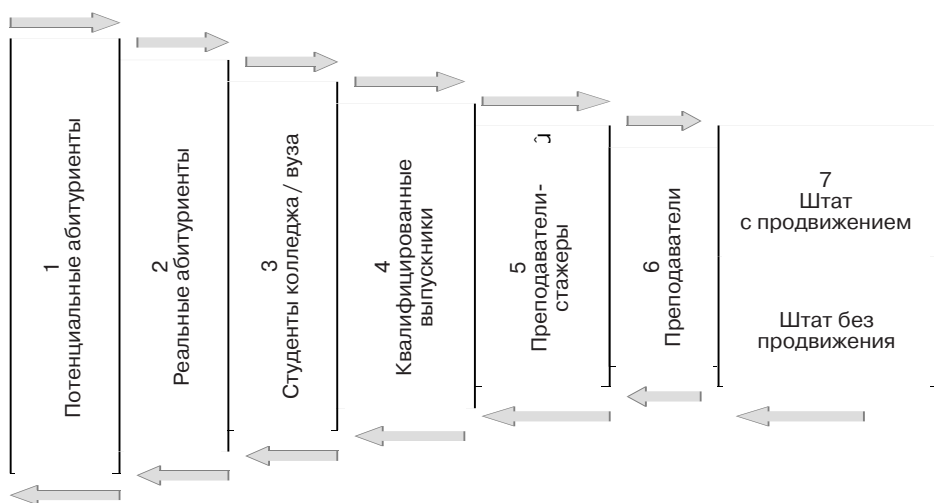 1
Потенциальные абитуриенты
2
Реальные абитуриенты
3
Студенты колледжа / вуза
4
Квалифицированные
выпускники
5
Преподаватели-
стажеры
6
Преподаватели
7
Штат
с продвижением
Штат без
продвижения